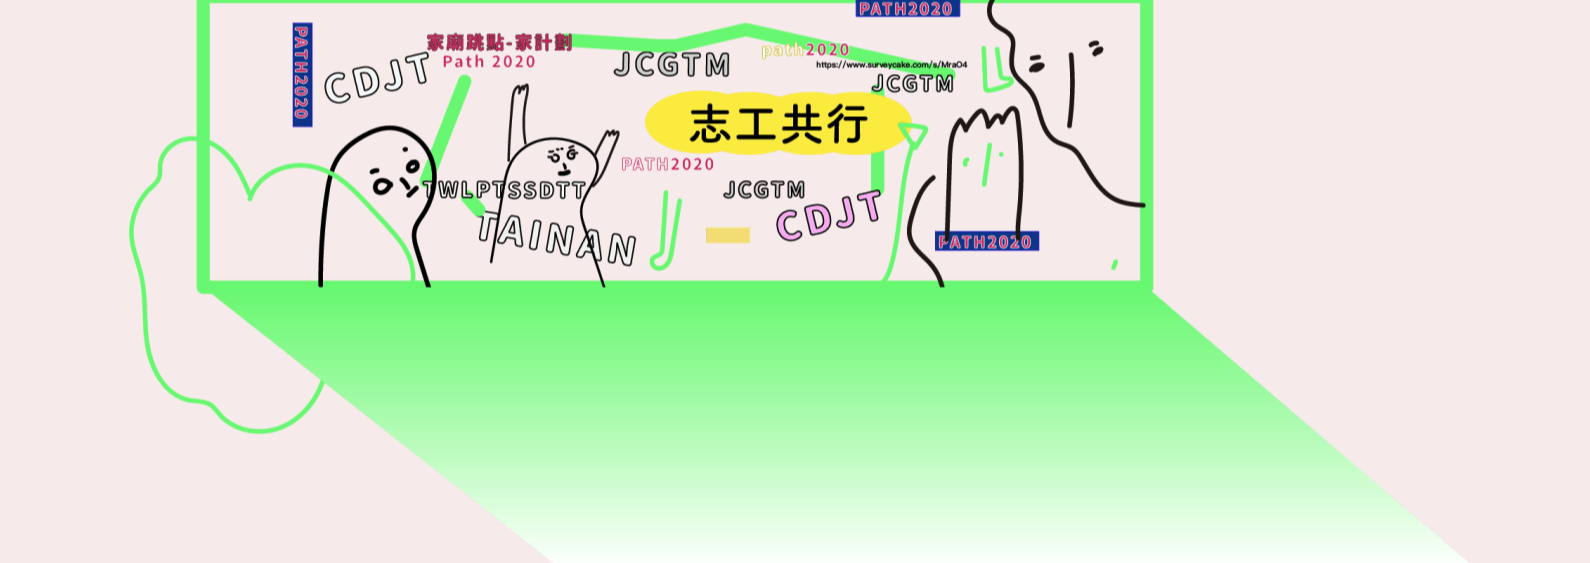 PATH2020
PATH2020
家廟跳點-家計劃
Path 2020
CDJT
JCGTM
path2020
https://www.surveycake.com/s/MraO4
JCGTM
志工共行
PATH2020
TWLPTSSDTT
JCGTM
CDJT
TAINAN
PATH2020